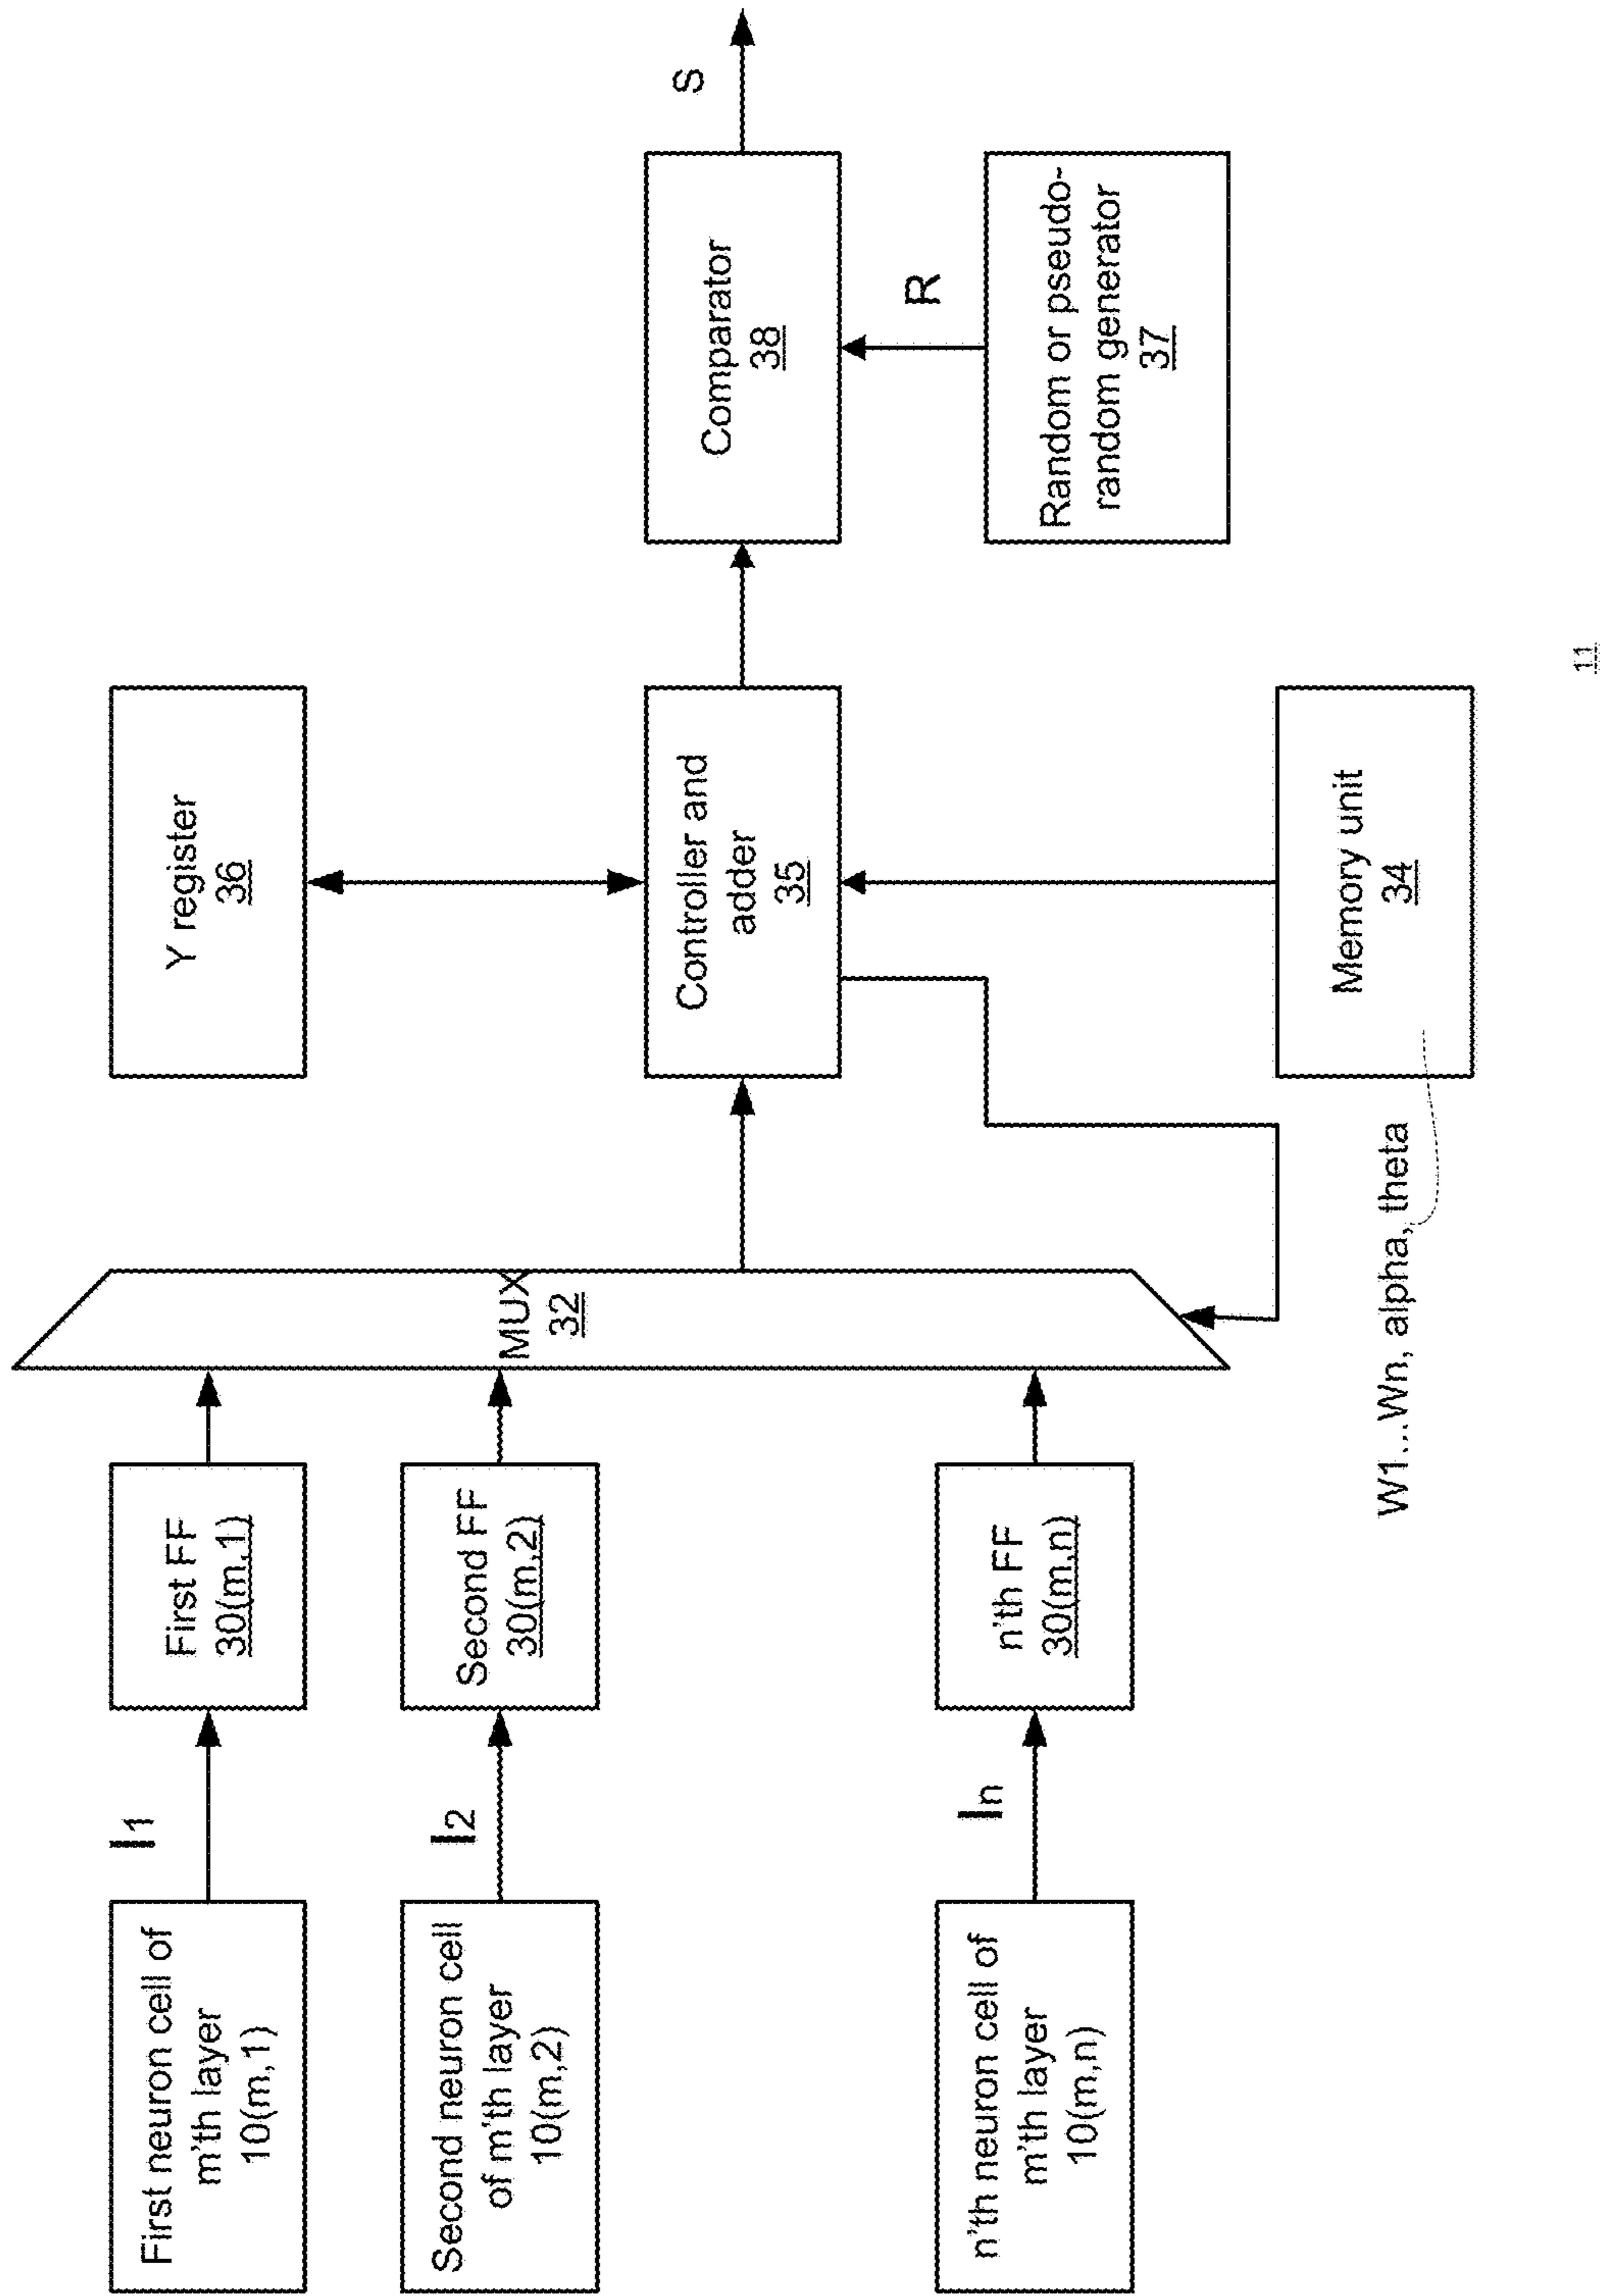 First neuron cell of
m'th layer
10(m,1)
I1
First FF
30(m,1)
Second neuron cell
of m'th layer
10(m,2)
I2
Second FF
30(m,2)
n'th neuron cell of
m'th layer
10(m,n)
In
n'th FF
30(m,n)
MUX
32
Y register
36
Controller and
adder
35
Memory unit
34
W1...Wn, alpha, theta
Comparator
38
S
R
Random or pseudo-
random generator
37
11